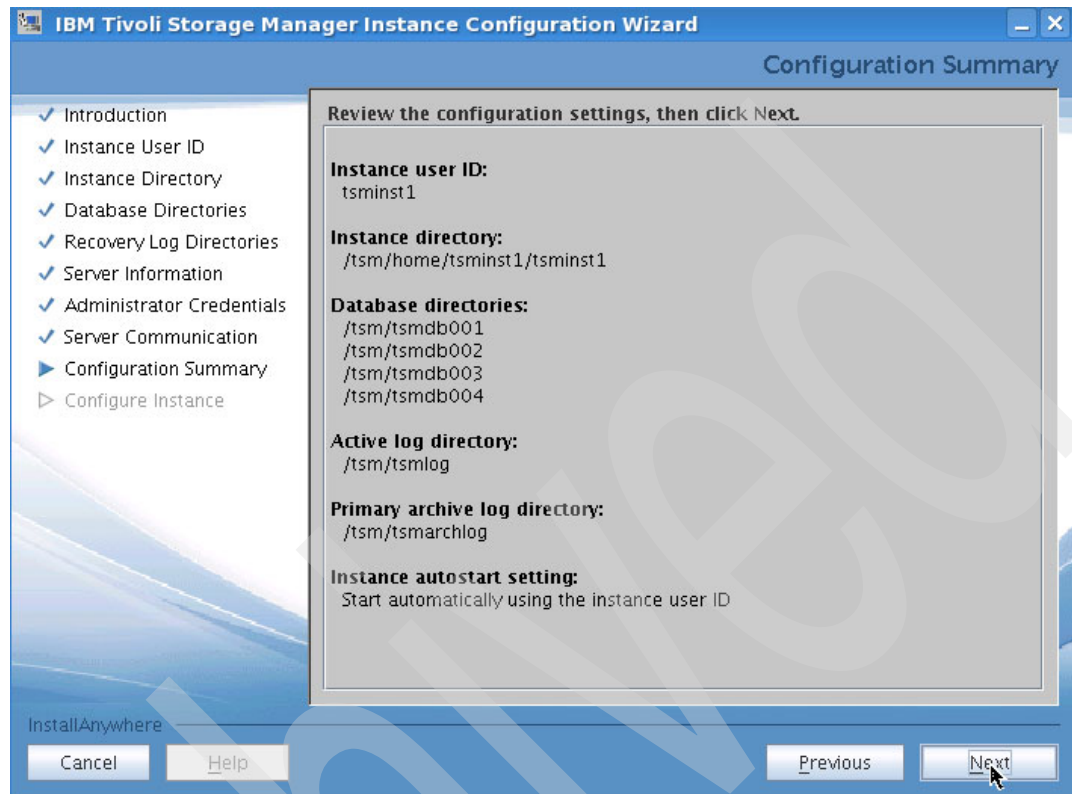 IBM Tivoli Storage Manager Instance Configuration Wizard
Configuration Summary
Introduction
Instance User ID
Instance Directory
Database Directories
Recovery Log Directories
Server Information
Administrator Credentials
Server Communication
Configuration Summary
Configure Instance
Review the configuration settings, then click Next.
Instance user ID:
tsminst1
Instance directory:
/tsm/home/tsminst1/tsminst1
Database directories:
/tsm/tsmdb001
/tsm/tsmdb002
/tsm/tsmdb003
/tsm/tsmdb004
Active log directory:
/tsm/tsmlog
Primary archive log directory:
/tsm/tsmarchlog
Instance autostart setting:
Start automatically using the instance user ID
InstallAnywhere
Cancel
Help
Previous
Next